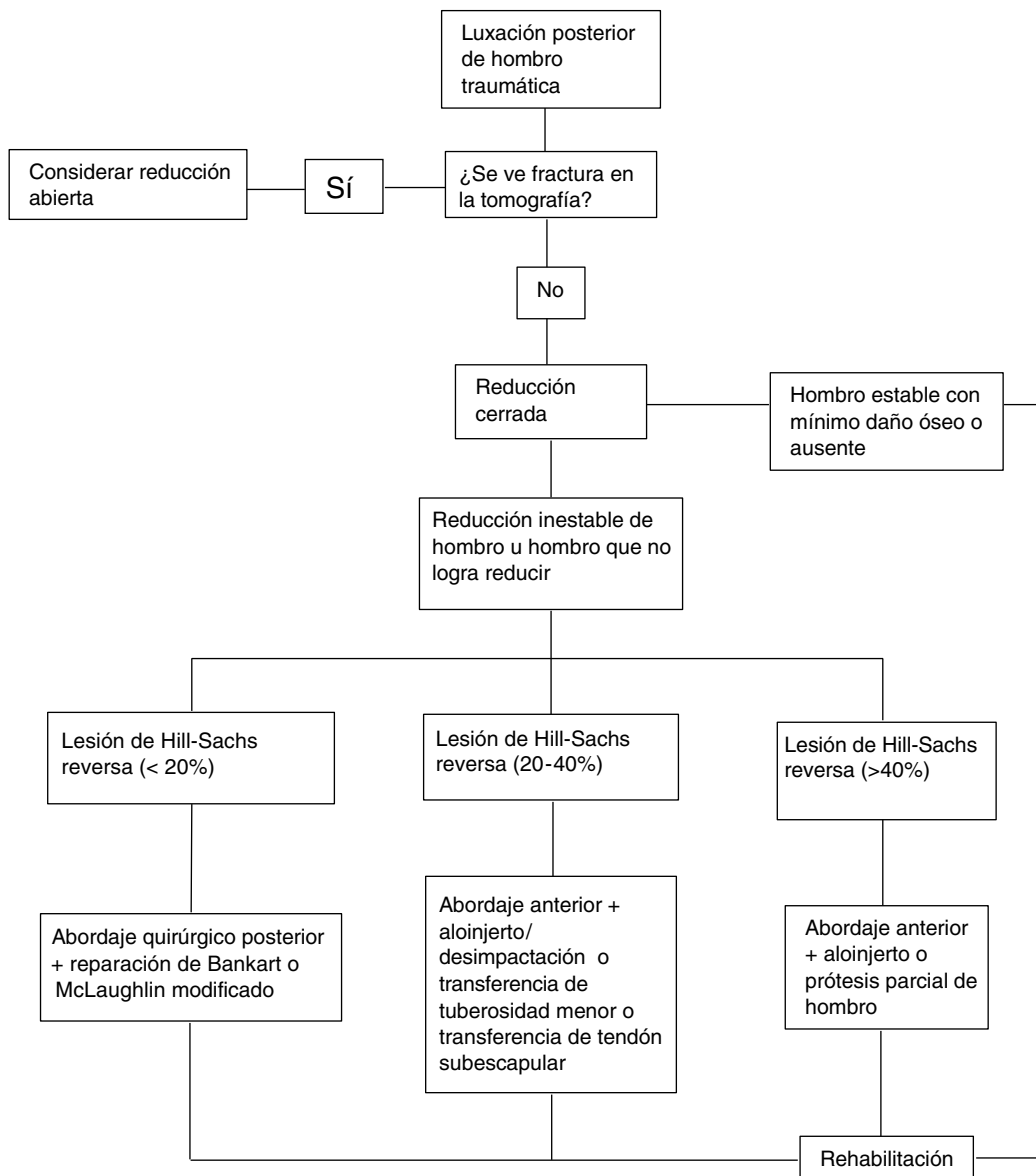 Luxación posterior
de hombro
traumática
Considerar reducción
abierta
Sí
¿Se ve fractura en
la tomografía?
No
Reducción
cerrada
Hombro estable con
mínimo daño óseo o
ausente
Reducción inestable de
hombro u hombro que no
logra reducir
Lesión de Hill-Sachs
reversa (< 20%)
Lesión de Hill-Sachs
reversa (20-40%)
Lesión de Hill-Sachs
reversa (>40%)
Abordaje quirúrgico posterior
+ reparación de Bankart o
McLaughlin modificado
Abordaje anterior +
aloinjerto/
desimpactación o
transferencia de
tuberosidad menor o
transferencia de tendón
subescapular
Abordaje anterior
+ aloinjerto o
prótesis parcial de
hombro
Rehabilitación